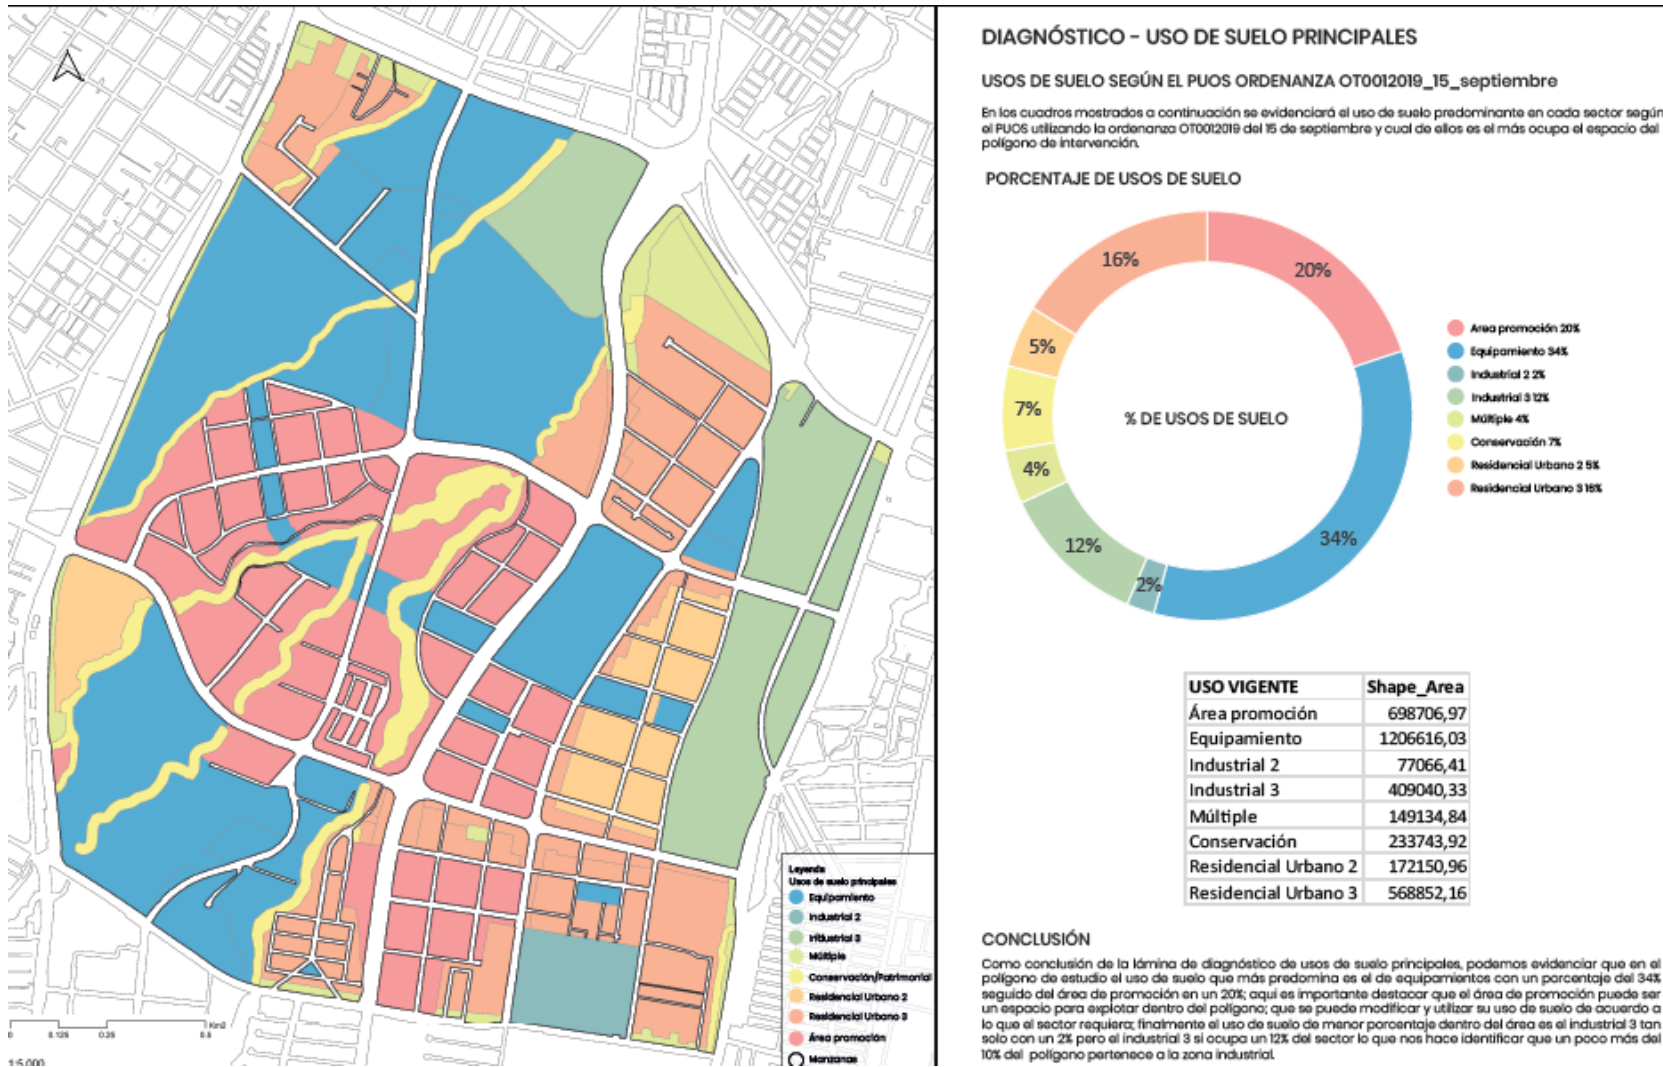 DIAGNÓSTICO - USO DE SUELO PRINCIPALES
USOS DE SUELO SEGÚN EL PUOS ORDENANZA OT0012019_15_septiembre
En los cuadros mostrados a continuación se evidenciará el uso de suelo predominante en cada sector según
el PUOS utilizando la ordenanza OT0012019 del 15 de septiembre y cual de ellos es el más ocupa el espacio del
polígono de intervención.
PORCENTAJE DE USOS DE SUELO
16%
20%
5%
7%
4%
12%
2%
34%
% DE USOS DE SUELO
Area promoción 20%
Equipamiento 34%
Industrial 2 2%
Industrial 3 12%
Múltiple 4%
Conservación 7%
Residencial Urbano 2 5%
Residencial Urbano 3 16%
USO VIGENTE Shape_Area
Área promoción 698706,97
Equipamiento 1206616,03
Industrial 2 77066,41
Industrial 3 409040,33
Múltiple 149134,84
Conservación 233743,92
Residencial Urbano 2 172150,96
Residencial Urbano 3 568852,16
CONCLUSIÓN
Como conclusión de la lámina de diagnóstico de usos de suelo principales, podemos evidenciar que en el
polígono de estudio el uso de suelo que más predomina es el de equipamientos con un porcentaje del 34%
seguido del área de promoción en un 20%; aqui es importante destacar que el área de promoción puede ser
un espacio para explotar dentro del polígono; que se puede modificar y utilizar su uso de suelo de acuerdo a
lo que el sector requiera; finalmente el uso de suelo de menor porcentaje dentro del área es el industrial 3 tan
solo con un 2% pero el industrial 3 si ocupa un 12% del sector lo que nos hace identificar que un poco más del
10% del polígono pertenece a la zona industrial.
Leyenda
Usos de suelo principales
Equipamiento
Industrial 2
Industrial 3
Múltiple
Conservación/Patrimonial
Residencial Urbano 2
Residencial Urbano 3
Área promoción
Manzanas
0 0.125 0.25 0.5 Km2
1:5,000